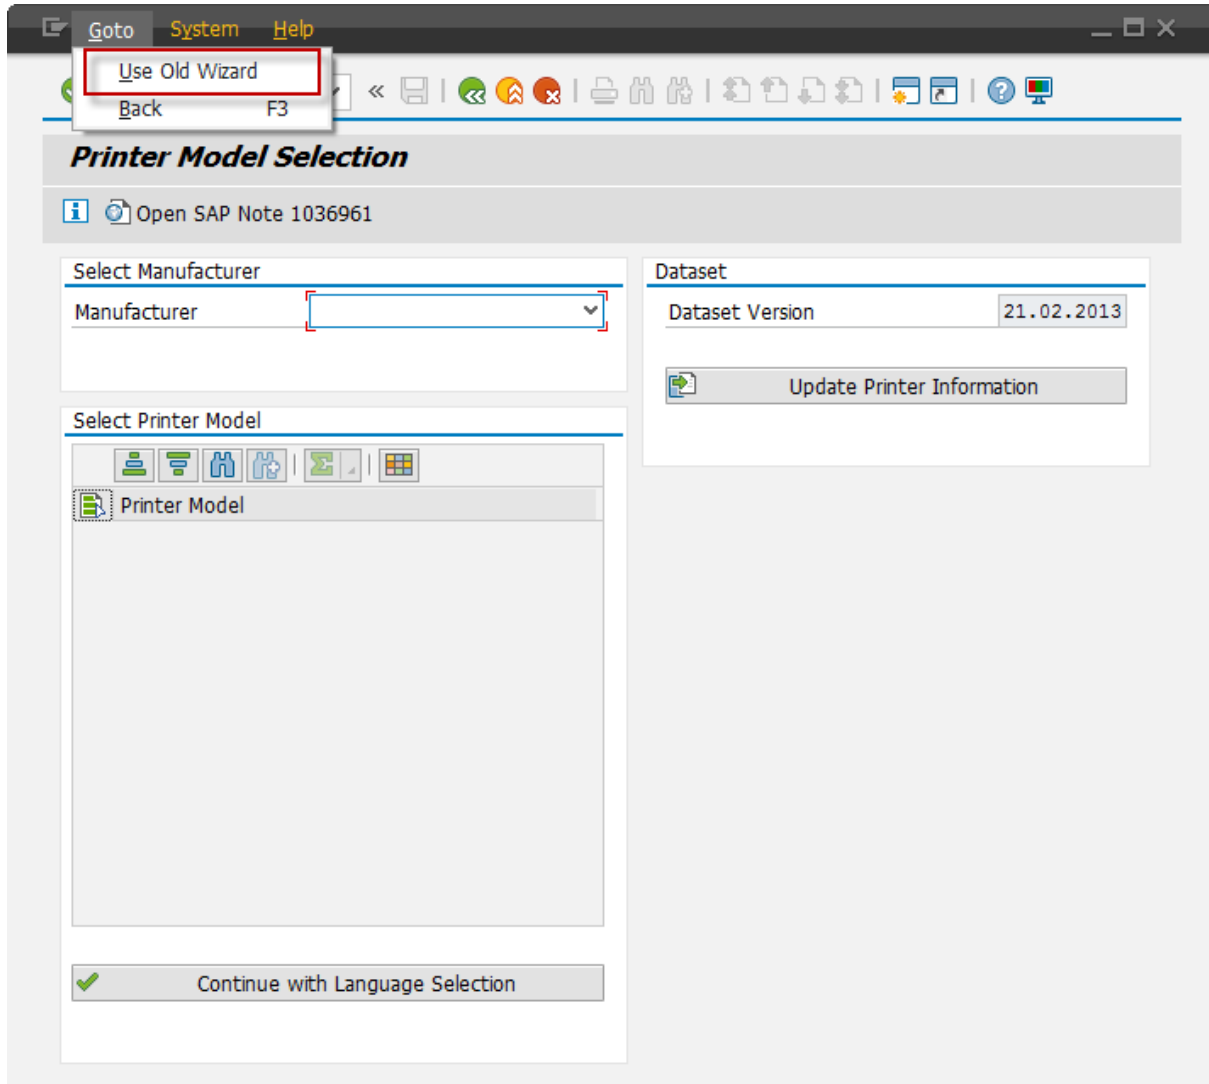 Goto System Help
Use Old Wizard
Back F3
Printer Model Selection
Open SAP Note 1036961
Select Manufacturer
Manufacturer
Dataset
Dataset Version 21.02.2013
Update Printer Information
Select Printer Model
Printer Model
Continue with Language Selection